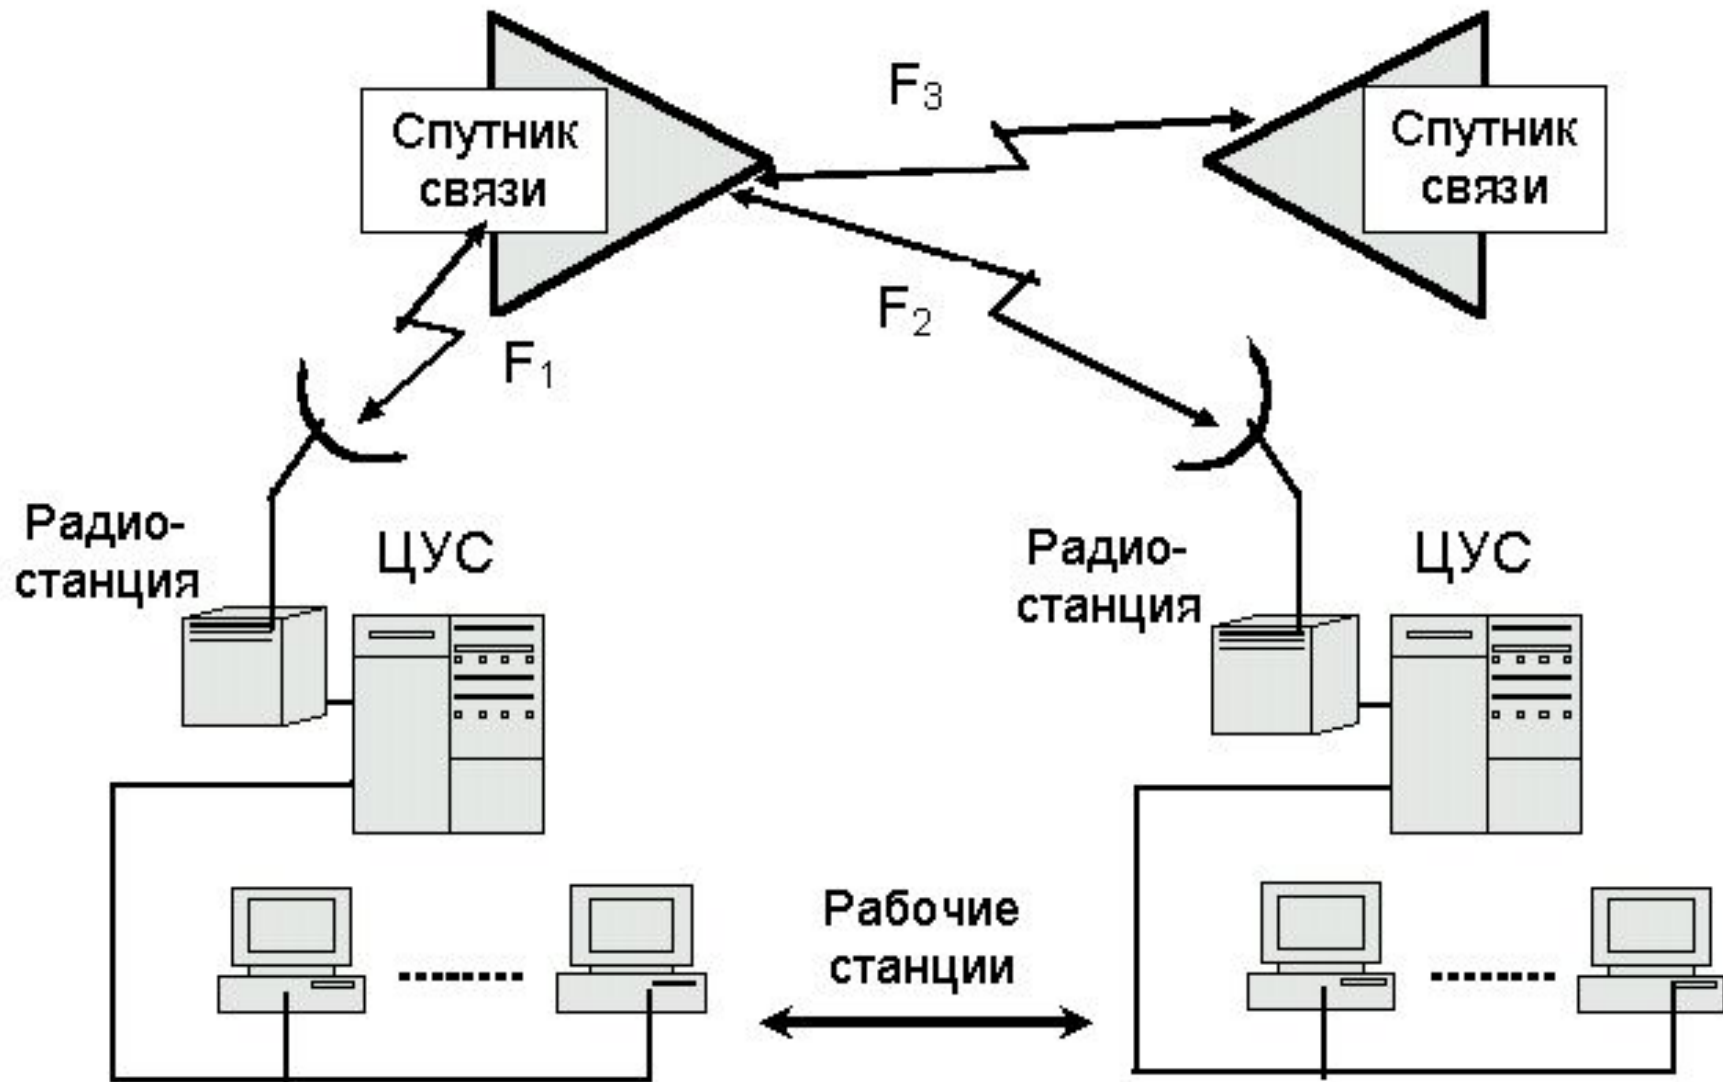 Спутник
связи
F₃
Спутник
связи
F₂
F₁
Радио-
станция
ЦУС
Радио-
станция
ЦУС
Рабочие
станции